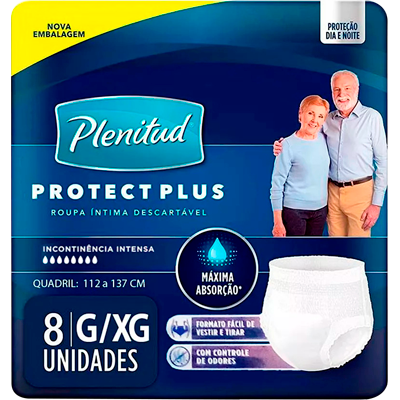 NOVA
EMBALAGEM
PROTEÇÃO
DIA E NOITE
Plenitud
PROTECT PLUS
ROUPA ÍNTIMA DESCARTÁVEL
INCONTINÊNCIA INTENSA
QUADRIL: 112 a 137 CM
MÁXIMA
ABSORÇÃO*
8 G/XG
UNIDADES
FORMATO FÁCIL DE
VESTIR E TIRAR
COM CONTROLE
DE ODORES